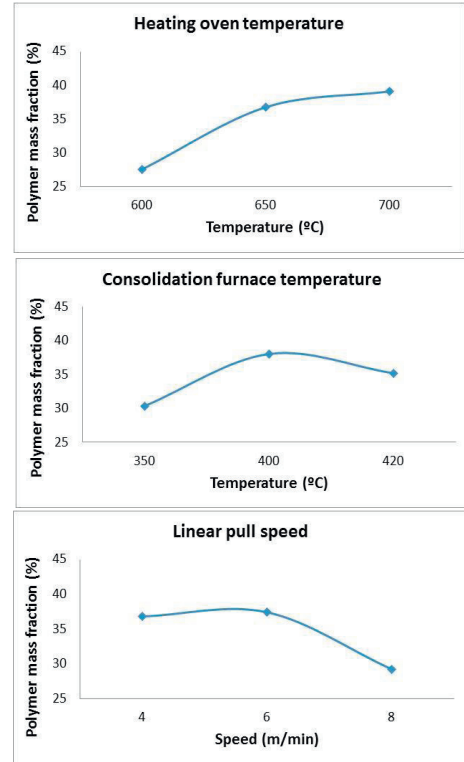 Heating oven temperature
Polymer mass fraction (%)
45
40
35
30
25
600 650 700
Temperature (ºC)
Consolidation furnace temperature
Polymer mass fraction (%)
45
40
35
30
25
350 400 420
Temperature (ºC)
Linear pull speed
Polymer mass fraction (%)
45
40
35
30
25
4 6 8
Speed (m/min)